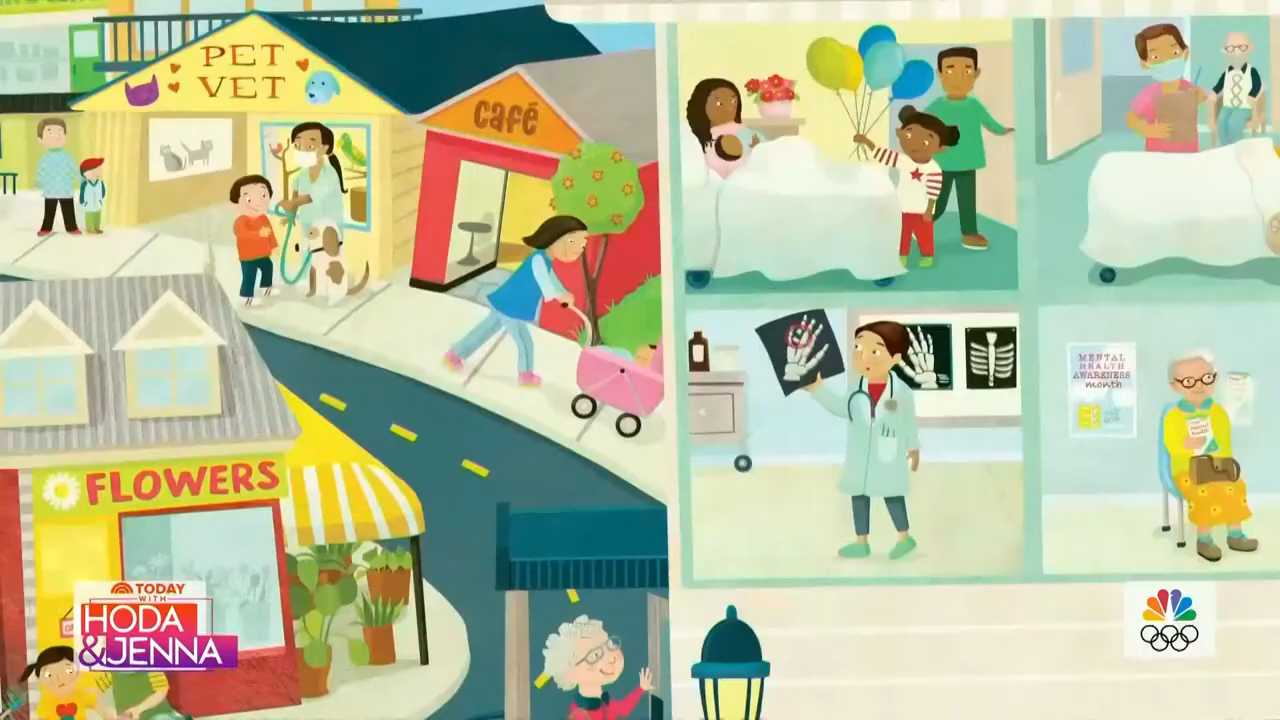 PET
VET
Café
MENTAL
HEALTH
AWARENESS
month
FLOWERS
TODAY
WITH
HODA
&JENNA